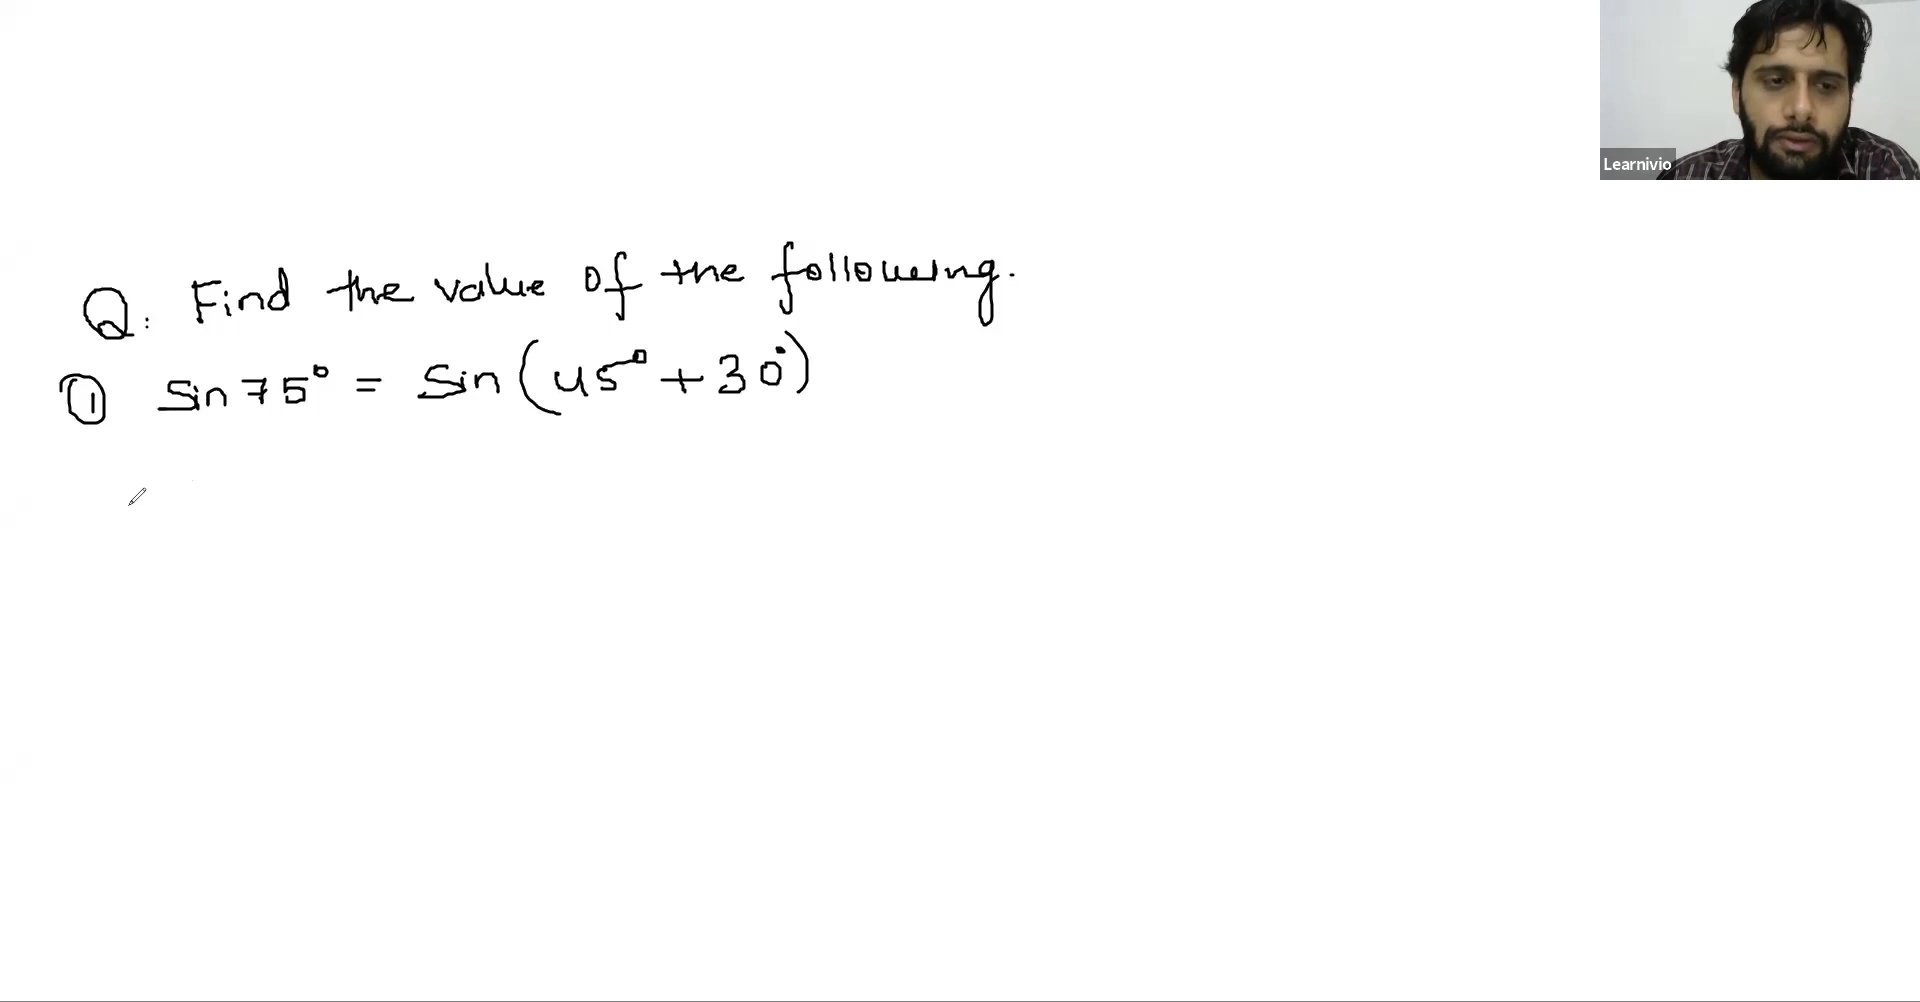 Learnivio
Q. Find the value of the following.
① Sin 75° = Sin (45° + 30°)